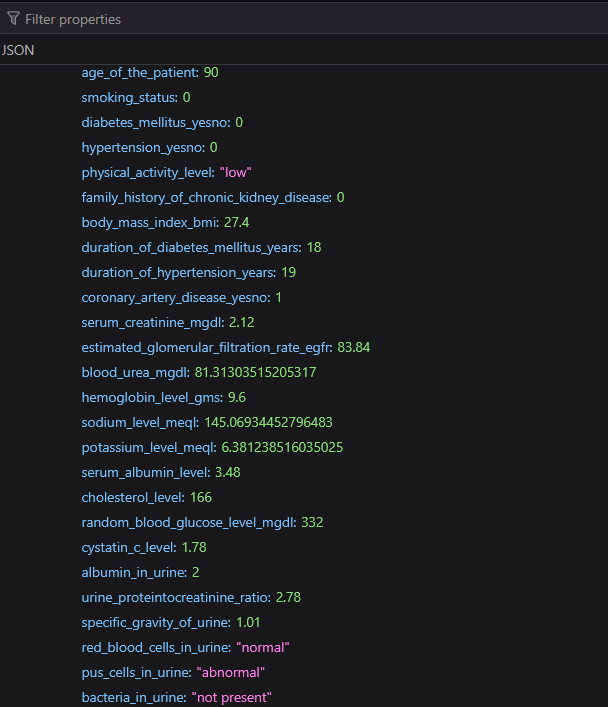 Filter properties
JSON
age_of_the_patient: 90
smoking_status: 0
diabetes_mellitus_yesno: 0
hypertension_yesno: 0
physical_activity_level: "low"
family_history_of_chronic_kidney_disease: 0
body_mass_index_bmi: 27.4
duration_of_diabetes_mellitus_years: 18
duration_of_hypertension_years: 19
coronary_artery_disease_yesno: 1
serum_creatinine_mgdl: 2.12
estimated_glomerular_filtration_rate_egfr: 83.84
blood_urea_mgdl: 81.31303515205317
hemoglobin_level_gms: 9.6
sodium_level_meql: 145.06934452796483
potassium_level_meql: 6.381238516035025
serum_albumin_level: 3.48
cholesterol_level: 166
random_blood_glucose_level_mgdl: 332
cystatin_c_level: 1.78
albumin_in_urine: 2
urine_proteintocreatinine_ratio: 2.78
specific_gravity_of_urine: 1.01
red_blood_cells_in_urine: "normal"
pus_cells_in_urine: "abnormal"
bacteria_in_urine: "not present"